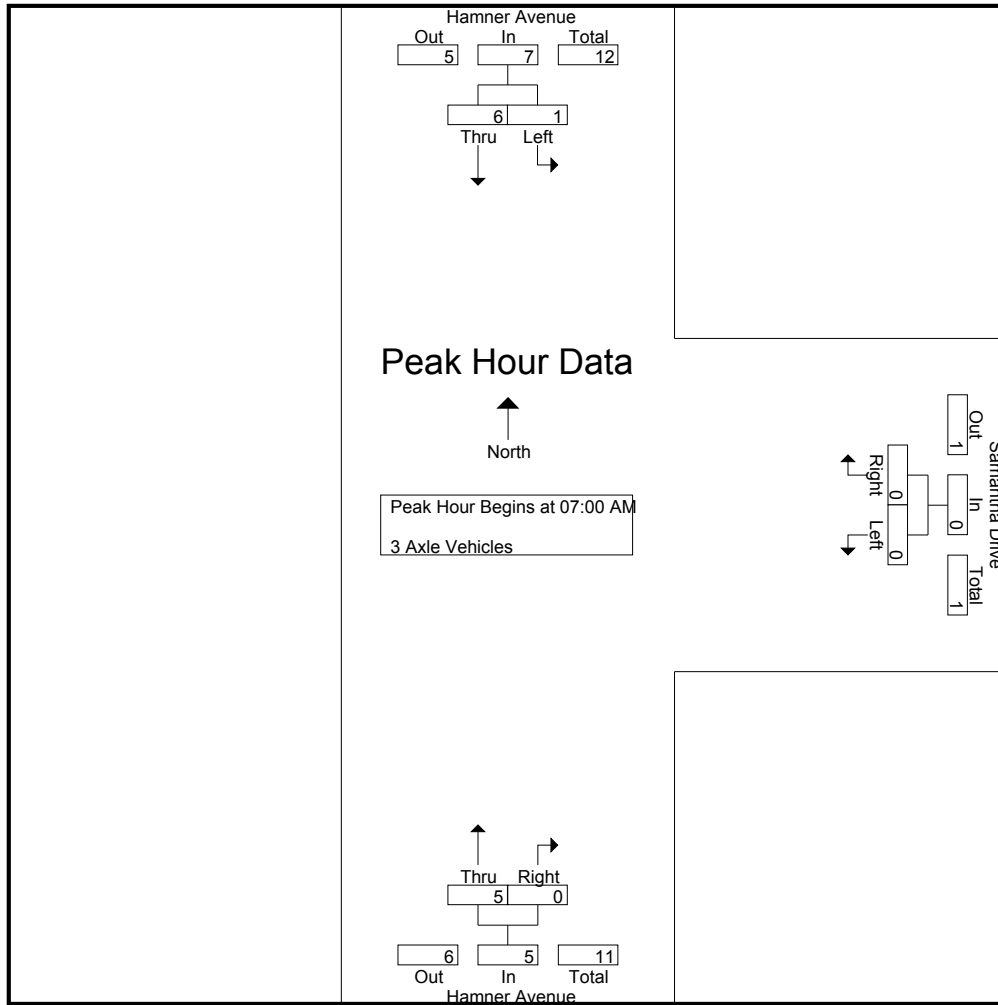 Hamner Avenue
Out In Total
5 7 12
6 1
Thru Left
Peak Hour Data
North
Peak Hour Begins at 07:00 AM
3 Axle Vehicles
Samantha Drive
Out In Total
1 0 1
Right Left
0 0
Thru Right
5 0
6 5 11
Out In Total
Hamner Avenue